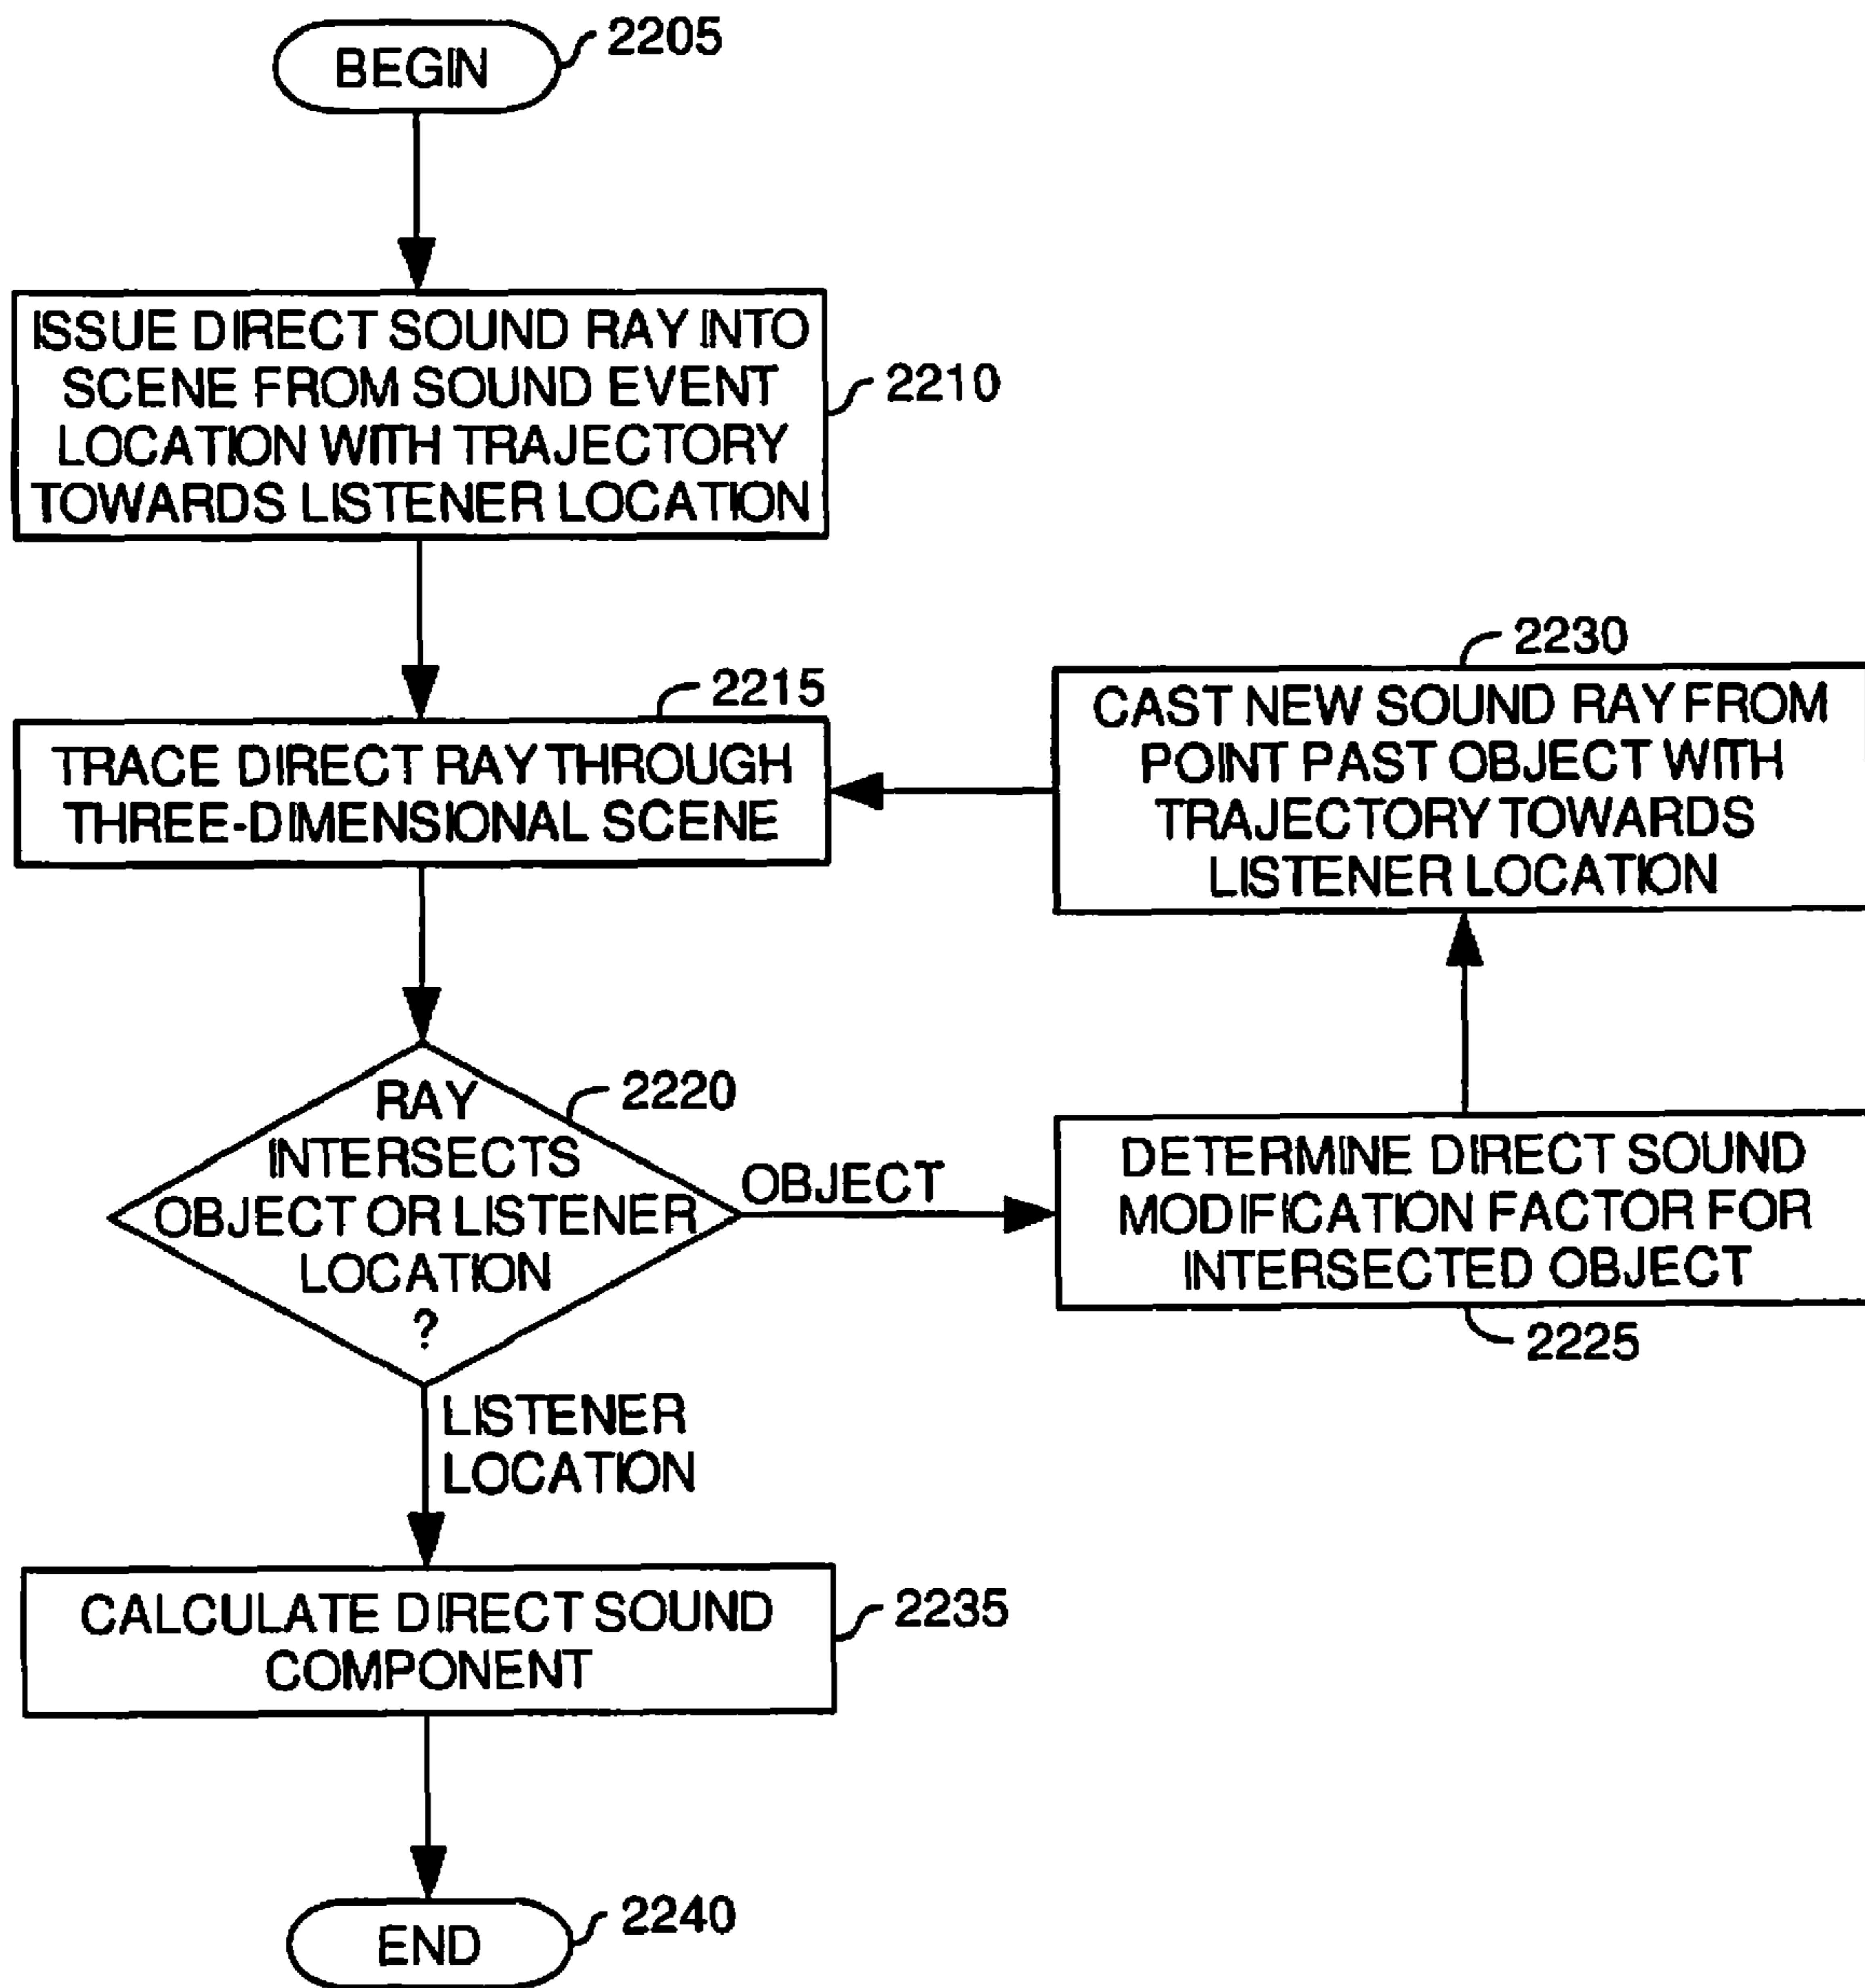 BEGIN
2205
ISSUE DIRECT SOUND RAY INTO
SCENE FROM SOUND EVENT
LOCATION WITH TRAJECTORY
TOWARDS LISTENER LOCATION
2210
2215
TRACE DIRECT RAY THROUGH
THREE-DIMENSIONAL SCENE
2230
CAST NEW SOUND RAY FROM
POINT PAST OBJECT WITH
TRAJECTORY TOWARDS
LISTENER LOCATION
2220
RAY
INTERSECTS
OBJECT OR LISTENER
LOCATION
?
OBJECT
DETERMINE DIRECT SOUND
MODIFICATION FACTOR FOR
INTERSECTED OBJECT
2225
LISTENER
LOCATION
CALCULATE DIRECT SOUND
COMPONENT
2235
END
2240